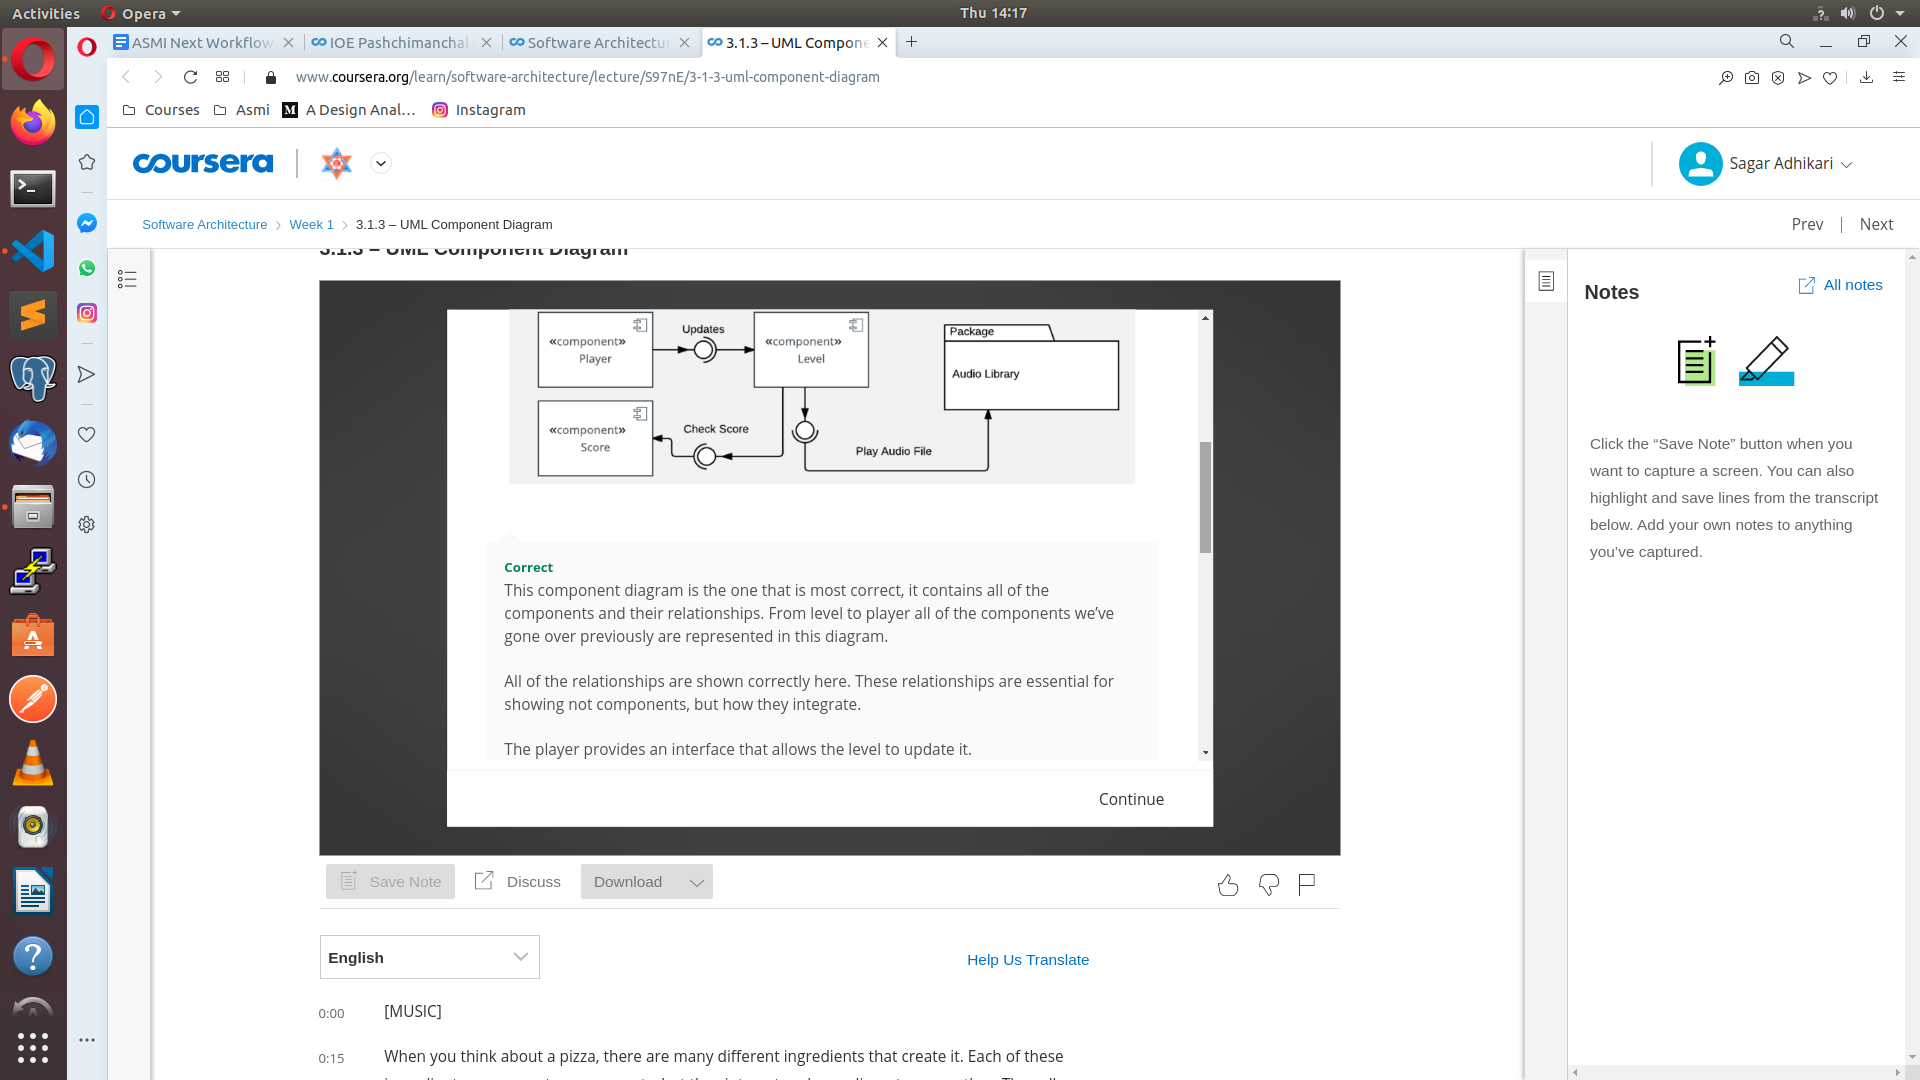 Activities
Opera
Thu 14:17
ASMI Next Workflow
IOE Pashchimanchal
Software Architectur
3.1.3 – UML Compone
www.coursera.org/learn/software-architecture/lecture/S97nE/3-1-3-uml-component-diagram
Courses
Asmi
M A Design Anal...
Instagram
coursera
Sagar Adhikari
Software Architecture
Week 1
3.1.3 – UML Component Diagram
Prev
Next
3.1.3 – UML Component Diagram
«component»
Player
Updates
«component»
Level
Package
Audio Library
«component»
Score
Check Score
Play Audio File
Correct
This component diagram is the one that is most correct, it contains all of the
components and their relationships. From level to player all of the components we’ve
gone over previously are represented in this diagram.
All of the relationships are shown correctly here. These relationships are essential for
showing not components, but how they integrate.
The player provides an interface that allows the level to update it.
Continue
Save Note
Discuss
Download
English
Help Us Translate
0:00
[MUSIC]
0:15
When you think about a pizza, there are many different ingredients that create it. Each of these
Notes
All notes
Click the “Save Note” button when you
want to capture a screen. You can also
highlight and save lines from the transcript
below. Add your own notes to anything
you’ve captured.